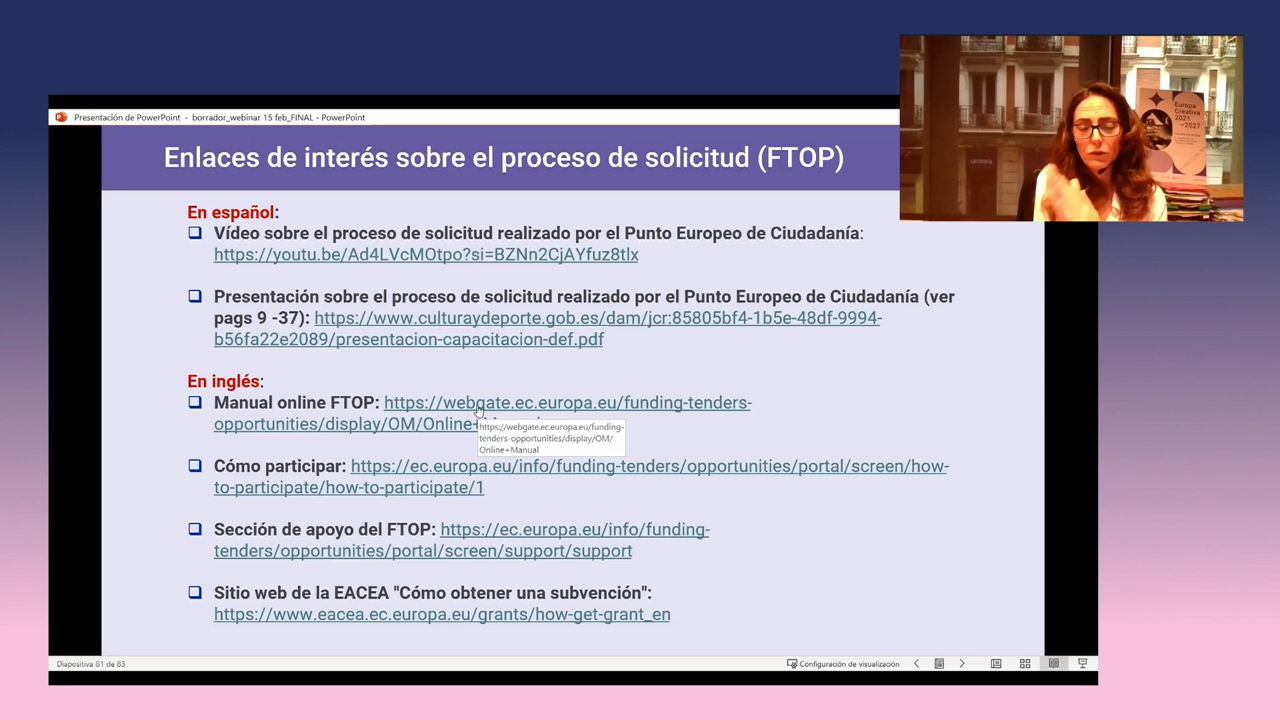 Presentación de PowerPoint - borrador_webinar 15 feb_FINAL - PowerPoint
Enlaces de interés sobre el proceso de solicitud (FTOP)
Europa
Creativa
2021
-2027
En español:
Vídeo sobre el proceso de solicitud realizado por el Punto Europeo de Ciudadanía:
https://youtu.be/Ad4LVcMOtpo?si=BZNn2CjAYfuz8tlx
Presentación sobre el proceso de solicitud realizado por el Punto Europeo de Ciudadanía (ver
pags 9 -37): https://www.culturaydeporte.gob.es/dam/jcr:85805bf4-1b5e-48df-9994-
b56fa22e2089/presentacion-capacitacion-def.pdf
En inglés:
Manual online FTOP: https://webgate.ec.europa.eu/funding-tenders-
opportunities/display/OM/Online+
https://webgate.ec.europa.eu/funding-
tenders-opportunities/display/OM/
Online+Manual
Cómo participar: https://ec.europa.eu/info/funding-tenders/opportunities/portal/screen/how-
to-participate/how-to-participate/1
Sección de apoyo del FTOP: https://ec.europa.eu/info/funding-
tenders/opportunities/portal/screen/support/support
Sitio web de la EACEA "Cómo obtener una subvención":
https://www.eacea.ec.europa.eu/grants/how-get-grant_en
Diapositiva 81 de 83
Configuración de visualización